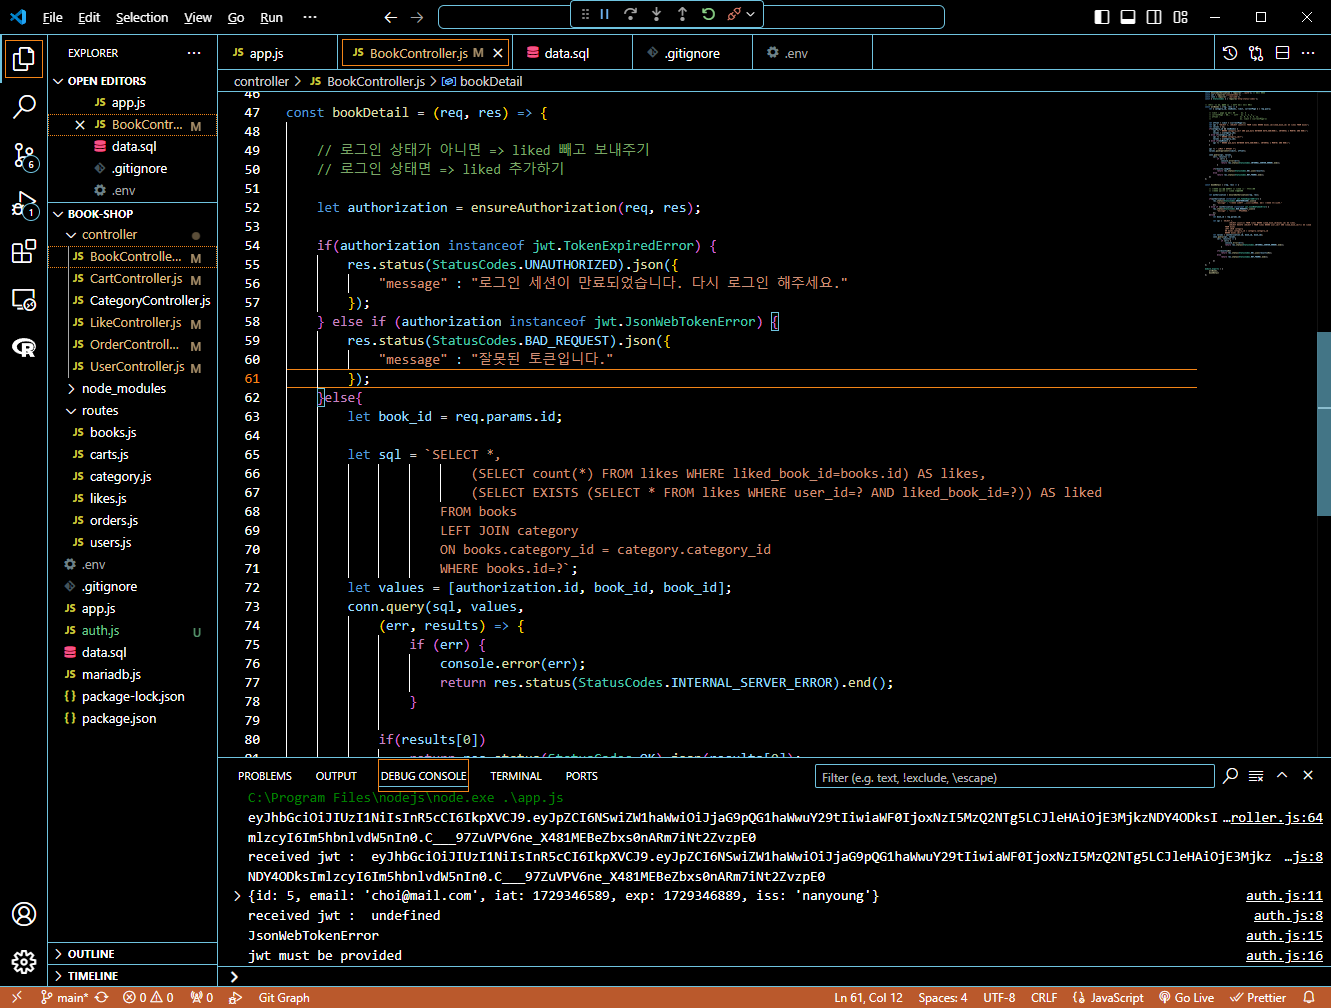 File Edit Selection View Go Run ···
EXPLORER ···
OPEN EDITORS
JS app.js
JS BookContr... M
data.sql
.gitignore
.env
BOOK-SHOP
controller
JS BookControlle... M
JS CartController.js M
JS CategoryController.js
JS LikeController.js M
JS OrderControll... M
JS UserController.js M
node_modules
routes
JS books.js
JS carts.js
JS category.js
JS likes.js
JS orders.js
JS users.js
.env
.gitignore
JS app.js
JS auth.js U
data.sql
JS mariadb.js
{} package-lock.json
{} package.json
OUTLINE
TIMELINE
6
1
JS app.js JS BookController.js M data.sql .gitignore .env
controller > JS BookController.js > bookDetail
46
47 const bookDetail = (req, res) => {
48
49 // 로그인 상태가 아니면 => liked 빼고 보내주기
50 // 로그인 상태면 => liked 추가하기
51
52 let authorization = ensureAuthorization(req, res);
53
54 if(authorization instanceof jwt.TokenExpiredError) {
55 res.status(StatusCodes.UNAUTHORIZED).json({
56 "message" : "로그인 세션이 만료되었습니다. 다시 로그인 해주세요."
57 });
58 } else if (authorization instanceof jwt.JsonWebTokenError) {
59 res.status(StatusCodes.BAD_REQUEST).json({
60 "message" : "잘못된 토큰입니다."
61 });
62 }else{
63 let book_id = req.params.id;
64
65 let sql = `SELECT *,
66 (SELECT count(*) FROM likes WHERE liked_book_id=books.id) AS likes,
67 (SELECT EXISTS (SELECT * FROM likes WHERE user_id=? AND liked_book_id=?)) AS liked
68 FROM books
69 LEFT JOIN category
70 ON books.category_id = category.category_id
71 WHERE books.id=?`;
72 let values = [authorization.id, book_id, book_id];
73 conn.query(sql, values,
74 (err, results) => {
75 if (err) {
76 console.error(err);
77 return res.status(StatusCodes.INTERNAL_SERVER_ERROR).end();
78 }
79
80 if(results[0])
81 return res.status(StatusCodes.OK).json(results[0]);
PROBLEMS OUTPUT DEBUG CONSOLE TERMINAL PORTS Filter (e.g. text, !exclude, \escape)
C:\Program Files\nodejs\node.exe .\app.js
eyJhbGciOiJIUzI1NiIsInR5cCI6IkpXVCJ9.eyJpZCI6NSwiZW1haWwiOiJjaG9pQG1haWwuY29tIiwiaWF0IjoxNzI5MzQ2NTg5LCJleHAiOjE3MjkzNDY4ODksI …roller.js:64
mlzcyI6Im5hbnlvdW5nIn0.C___97ZuVPV6ne_X481MEBeZbxs0nARm7iNt2ZvzpE0
received jwt :  eyJhbGciOiJIUzI1NiIsInR5cCI6IkpXVCJ9.eyJpZCI6NSwiZW1haWwiOiJjaG9pQG1haWwuY29tIiwiaWF0IjoxNzI5MzQ2NTg5LCJleHAiOjE3Mjkz …js:8
NDY4ODksImlzcyI6Im5hbnlvdW5nIn0.C___97ZuVPV6ne_X481MEBeZbxs0nARm7iNt2ZvzpE0
> {id: 5, email: 'choi@mail.com', iat: 1729346589, exp: 1729346889, iss: 'nanyoung'} auth.js:11
received jwt :  undefined auth.js:8
JsonWebTokenError auth.js:15
jwt must be provided auth.js:16
main* 0 0 0 Git Graph Ln 61, Col 12 Spaces: 4 UTF-8 CRLF {} JavaScript Go Live Prettier